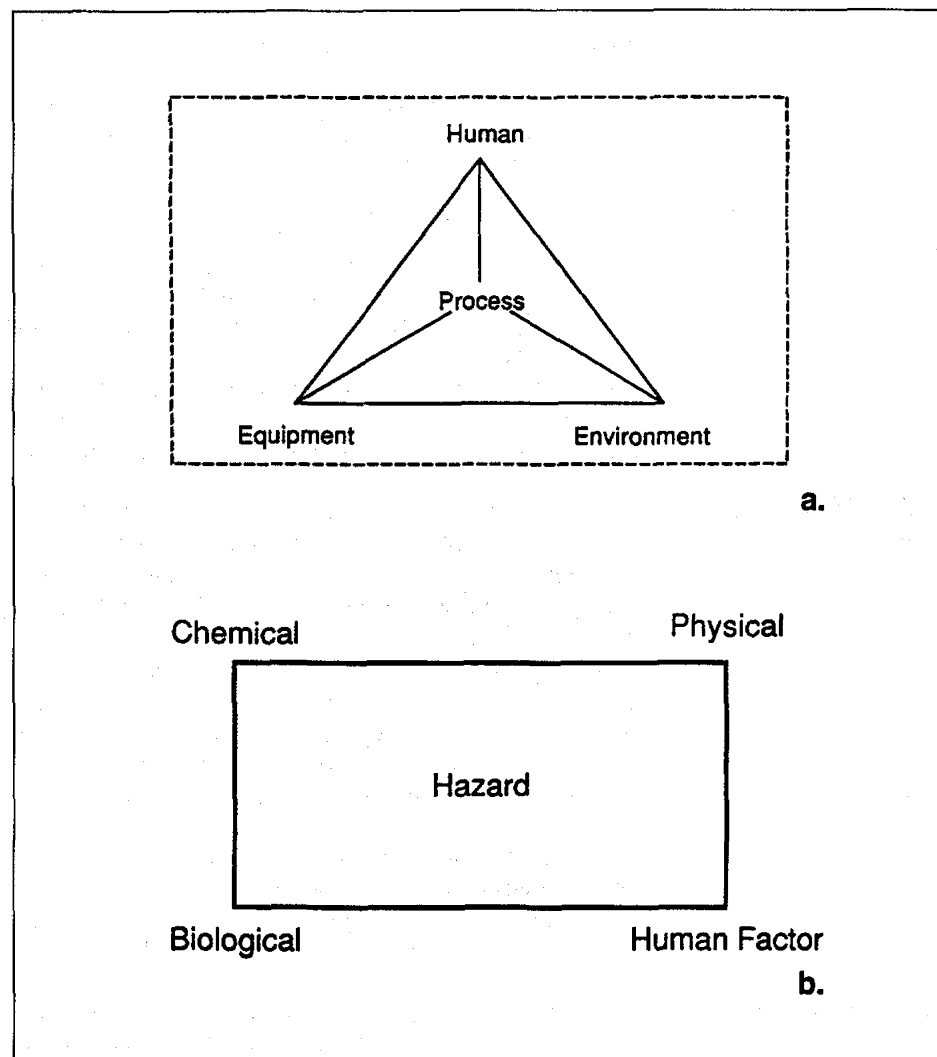 Human
Process
Equipment Environment
a.
Chemical Physical
Hazard
Biological Human Factor
b.